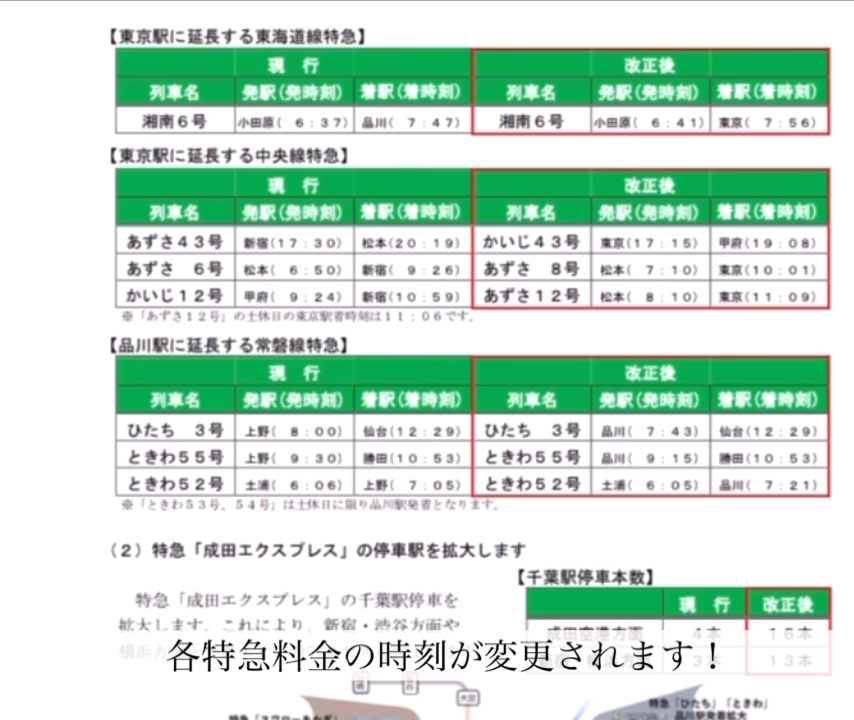 【東京駅に延長する東海道線特急】
現 行 改正後
列車名 発駅(発時刻) 着駅(着時刻) 列車名 発駅(発時刻) 着駅(着時刻)
湘南6号 小田原( 6:37) 品川( 7:47) 湘南6号 小田原( 6:41) 東京( 7:56)
【東京駅に延長する中央線特急】
現 行 改正後
列車名 発駅(発時刻) 着駅(着時刻) 列車名 発駅(発時刻) 着駅(着時刻)
あずさ43号 新宿(17:30) 松本(20:19) かいじ43号 東京(17:15) 甲府(19:08)
あずさ 6号 松本( 6:50) 新宿( 9:26) あずさ 8号 松本( 7:10) 東京(10:01)
かいじ12号 甲府( 9:24) 新宿(10:59) あずさ12号 松本( 8:10) 東京(11:09)
※「あずさ12号」の土休日の東京駅着時刻は11:06です。
【品川駅に延長する常磐線特急】
現 行 改正後
列車名 発駅(発時刻) 着駅(着時刻) 列車名 発駅(発時刻) 着駅(着時刻)
ひたち 3号 上野( 8:00) 仙台(12:29) ひたち 3号 品川( 7:43) 仙台(12:29)
ときわ55号 上野( 9:30) 勝田(10:53) ときわ55号 品川( 9:15) 勝田(10:53)
ときわ52号 土浦( 6:06) 上野( 7:05) ときわ52号 土浦( 6:05) 品川( 7:21)
※「ときわ53号、54号」は土休日に限り品川駅発着となります。
(2)特急「成田エクスプレス」の停車駅を拡大します
【千葉駅停車本数】
現 行 改正後
特急「成田エクスプレス」の千葉駅停車を
拡大します。これにより、新宿・渋谷方面や
成田空港方面 4本 16本
3本 13本
各特急料金の時刻が変更されます!
特急「ひたち」「ときわ」
品川駅発着拡大